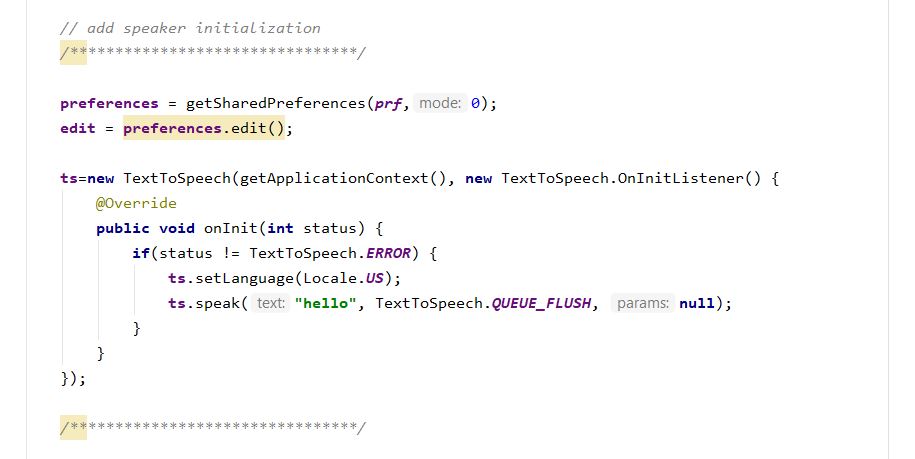 // add speaker initialization
/*******************************/
preferences = getSharedPreferences(prf, mode: 0);
edit = preferences.edit();
ts=new TextToSpeech(getApplicationContext(), new TextToSpeech.OnInitListener() {
@Override
public void onInit(int status) {
if(status != TextToSpeech.ERROR) {
ts.setLanguage(Locale.US);
ts.speak( text: "hello", TextToSpeech.QUEUE_FLUSH, params: null);
}
}
});
/*******************************/